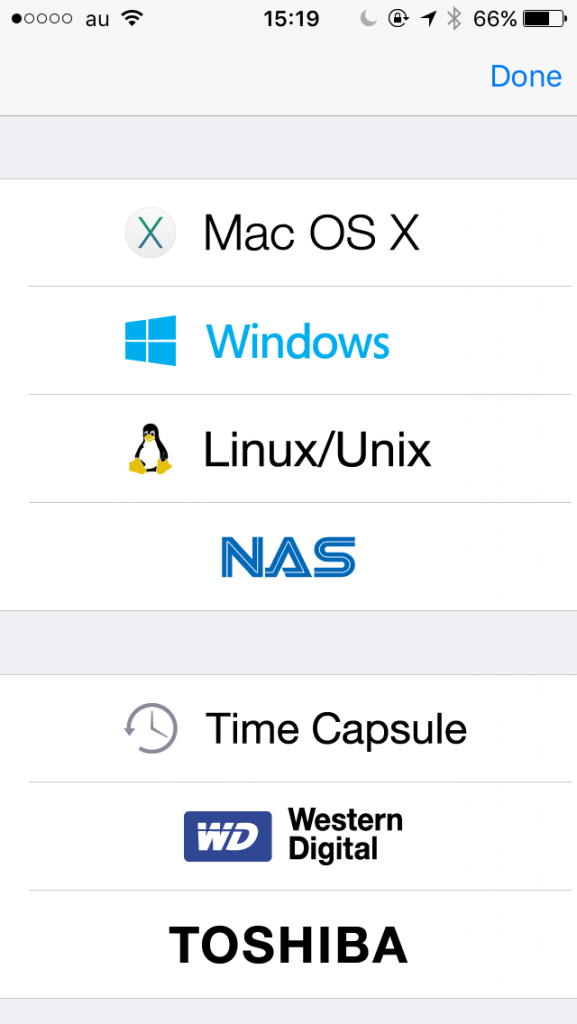 au 15:19 66%
Done
X Mac OS X
Windows
Linux/Unix
NAS
Time Capsule
WD Western
Digital
TOSHIBA